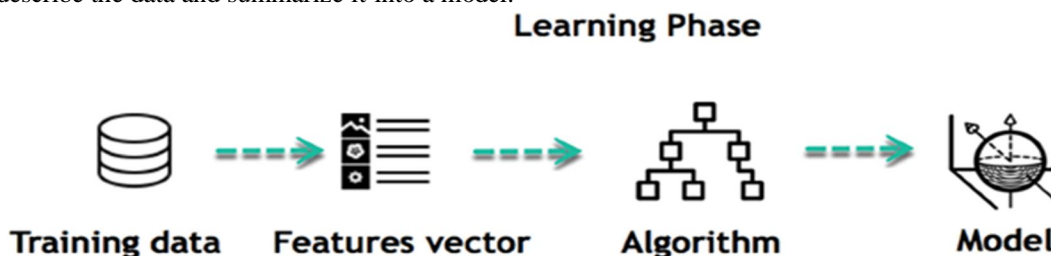 describe the data and summarize it into a model.
Learning Phase
Training data Features vector Algorithm Model